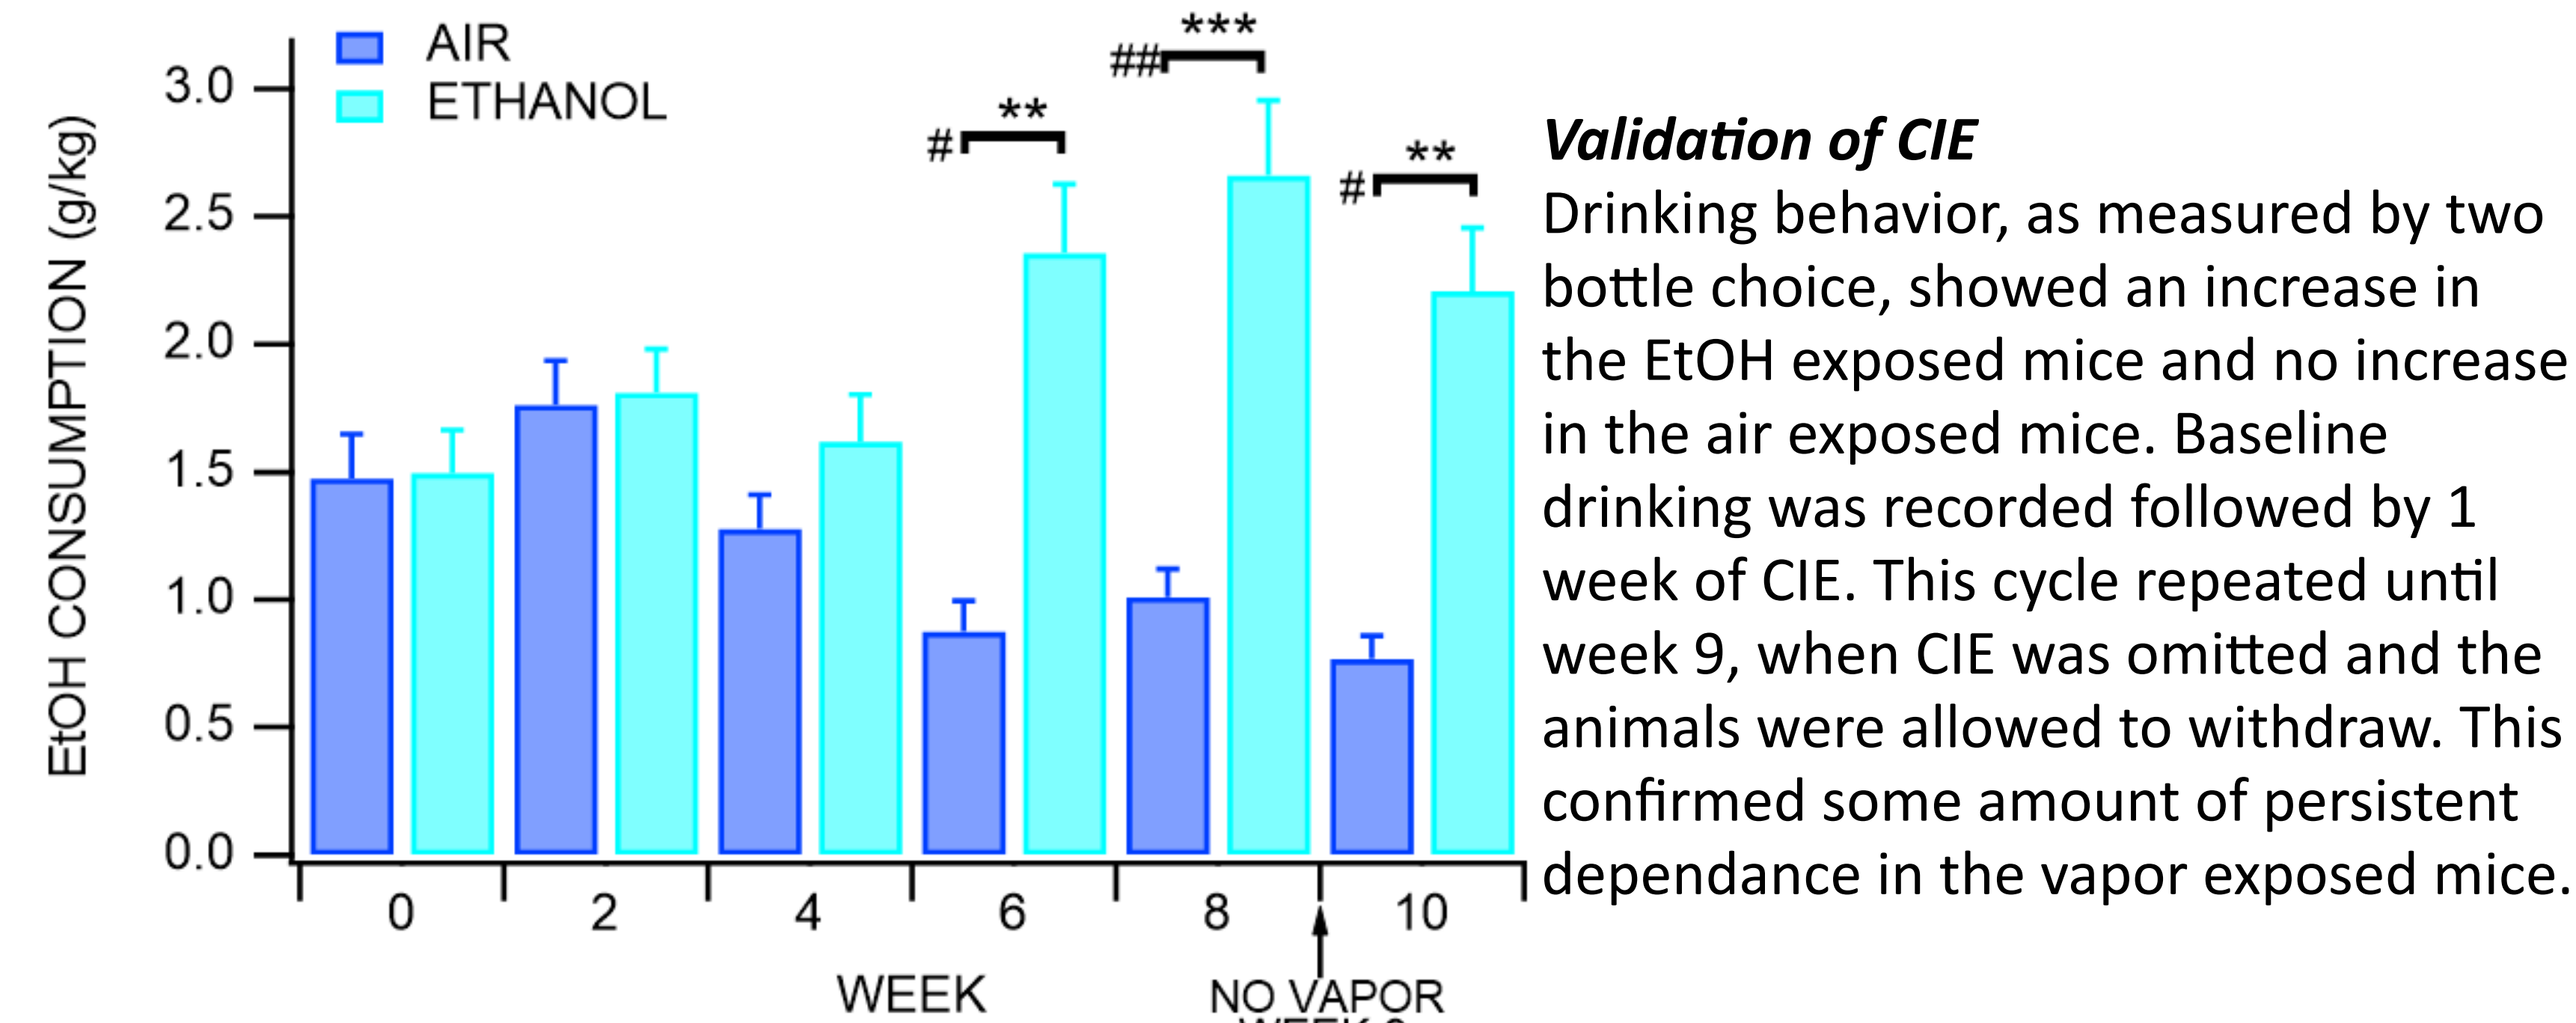 AIR
ETHANOL
EtOH CONSUMPTION (g/kg)
3.0
2.5
2.0
1.5
1.0
0.5
0.0
# **
## ***
# **
0 2 4 6 8 10
WEEK
NO VAPOR
Validation of CIE
Drinking behavior, as measured by two
bottle choice, showed an increase in
the EtOH exposed mice and no increase
in the air exposed mice. Baseline
drinking was recorded followed by 1
week of CIE. This cycle repeated until
week 9, when CIE was omitted and the
animals were allowed to withdraw. This
confirmed some amount of persistent
dependance in the vapor exposed mice.